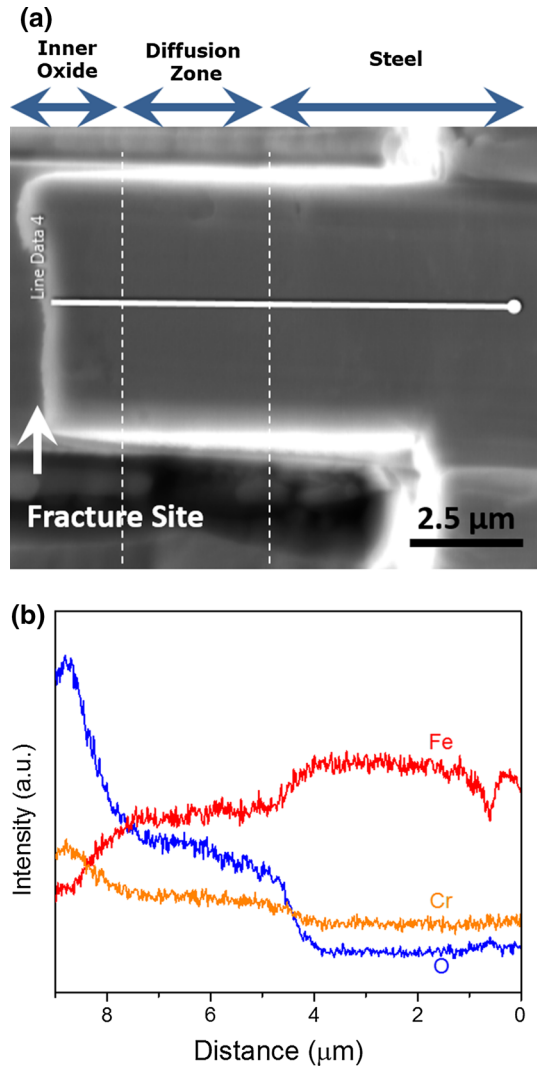 (a)
Inner
Oxide
Diffusion
Zone
Steel
Line Data 4
Fracture Site
2.5 μm
(b)
Intensity (a.u.)
Fe
Cr
O
8
6
4
2
0
Distance (μm)